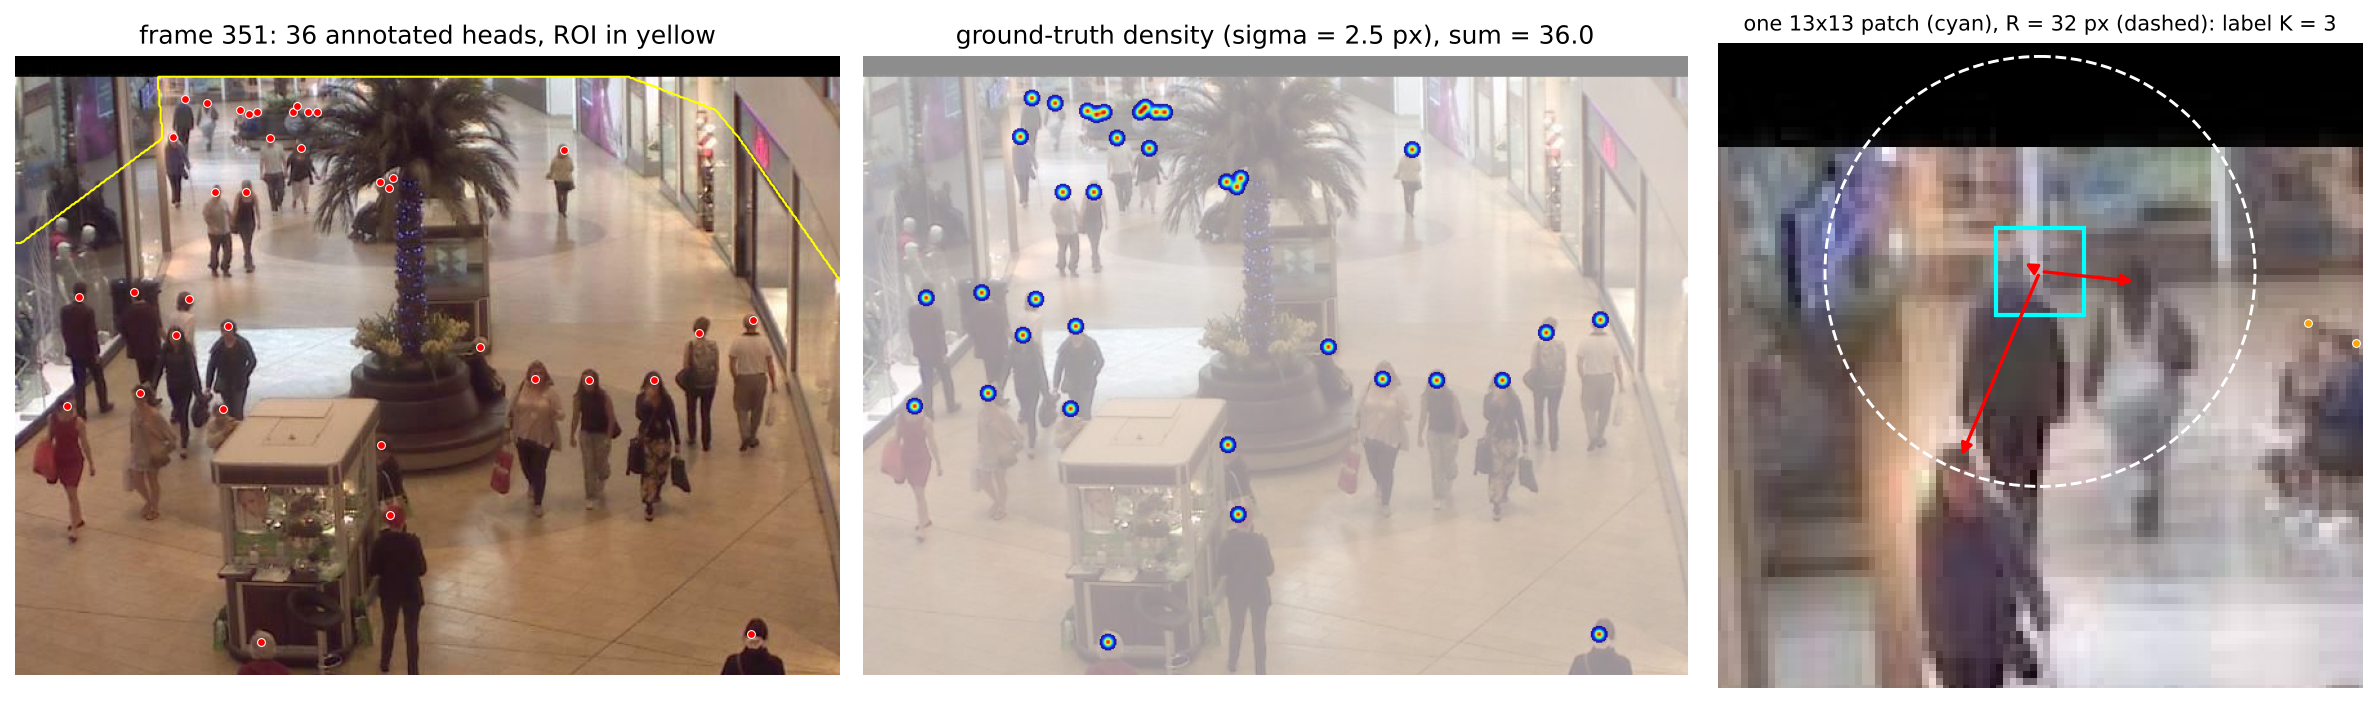 frame 351: 36 annotated heads, ROI in yellow
ground-truth density (sigma = 2.5 px), sum = 36.0
one 13x13 patch (cyan), R = 32 px (dashed): label K = 3